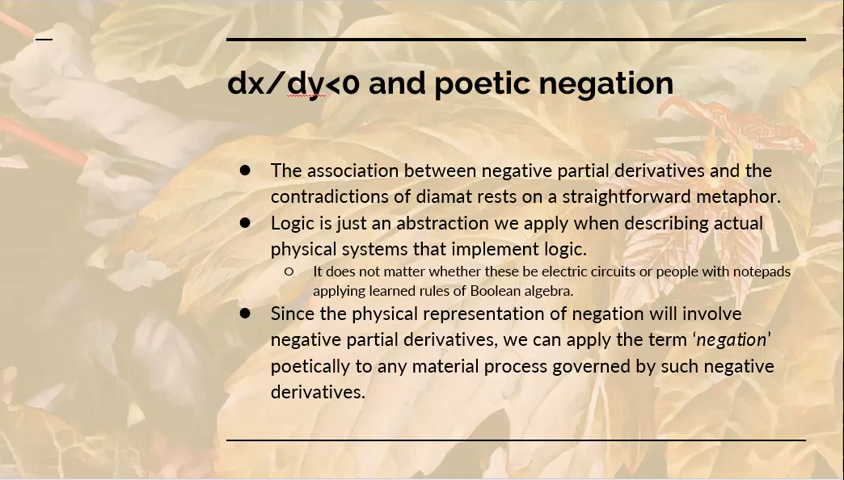 dx/dy<0 and poetic negation
● The association between negative partial derivatives and the
contradictions of diamat rests on a straightforward metaphor.
● Logic is just an abstraction we apply when describing actual
physical systems that implement logic.
○ It does not matter whether these be electric circuits or people with notepads
applying learned rules of Boolean algebra.
● Since the physical representation of negation will involve
negative partial derivatives, we can apply the term ‘negation’
poetically to any material process governed by such negative
derivatives.